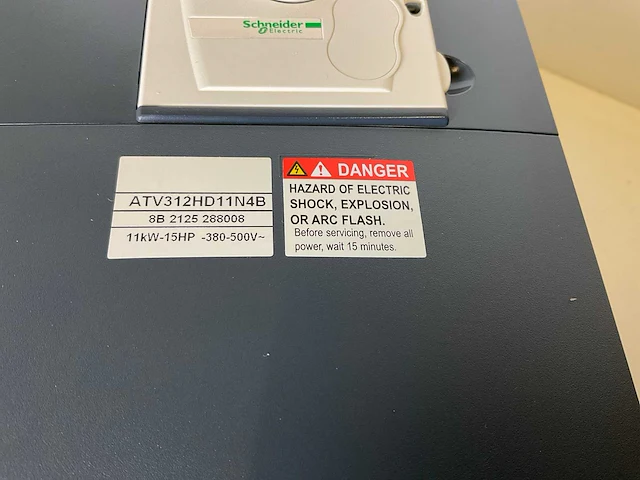 Schneider
Electric
ATV312HD11N4B
8B 2125 288008
11kW-15HP -380-500V~
DANGER
HAZARD OF ELECTRIC
SHOCK, EXPLOSION,
OR ARC FLASH.
Before servicing, remove all
power, wait 15 minutes.